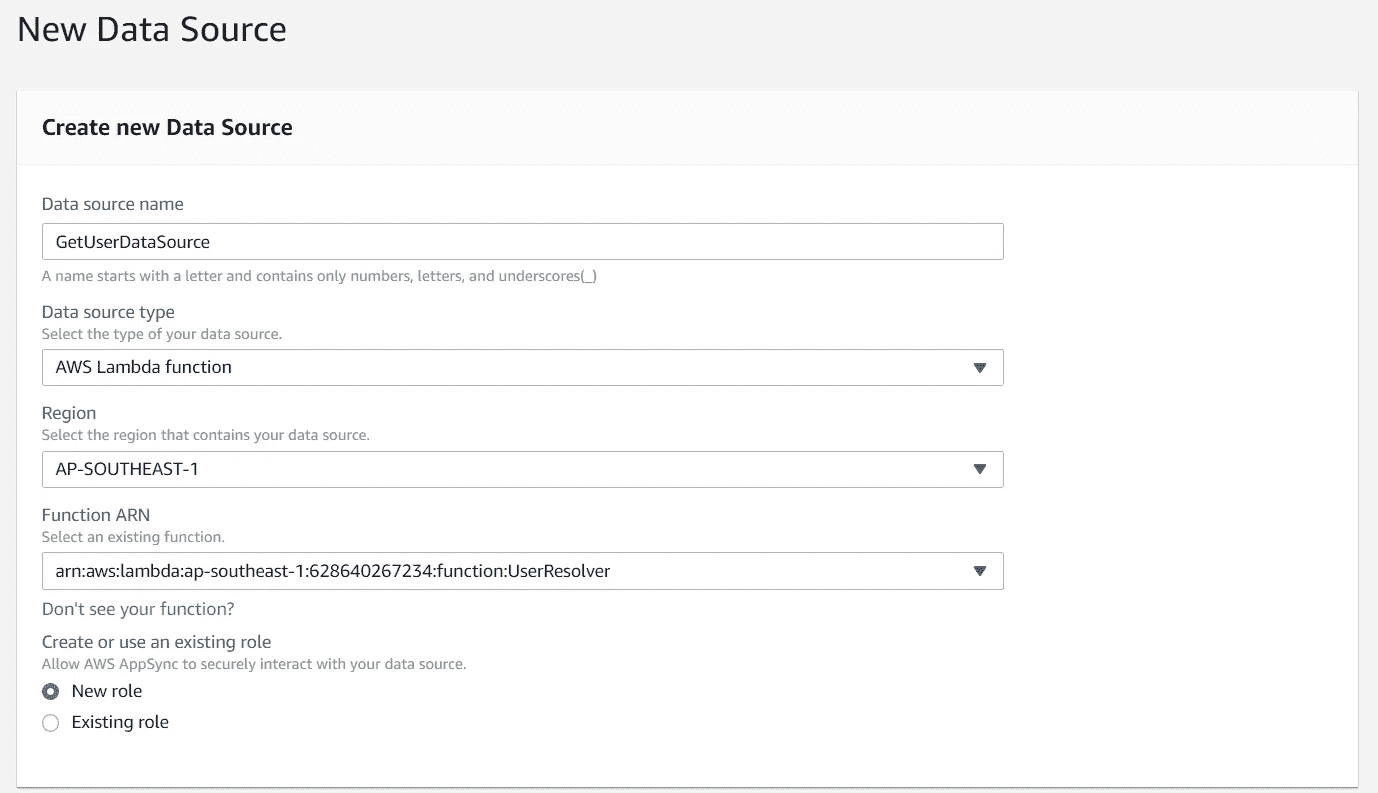 New Data Source
Create new Data Source
Data source name
GetUserDataSource
A name starts with a letter and contains only numbers, letters, and underscores(_)
Data source type
Select the type of your data source.
AWS Lambda function
Region
Select the region that contains your data source.
AP-SOUTHEAST-1
Function ARN
Select an existing function.
arn:aws:lambda:ap-southeast-1:628640267234:function:UserResolver
Don't see your function?
Create or use an existing role
Allow AWS AppSync to securely interact with your data source.
New role
Existing role